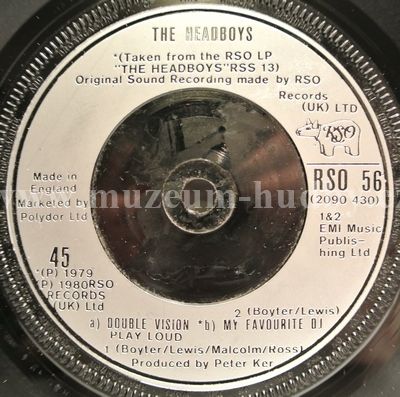 THE HEADBOYS
*(Taken from the RSO LP
"THE HEADBOYS"RSS 13)
Original Sound Recording made by RSO
Records
(UK) LTD
RSO
Made in
England
Marketed by
Polydor Ltd
RSO 56
(2090 430)
1&2
EMI Music
Publis-
hing Ltd
45
*(P) 1979
(P) 1980RSO
RECORDS
(UK) Ltd
2 (Boyter/Lewis)
a) DOUBLE VISION *b) MY FAVOURITE DJ
PLAY LOUD
1 (Boyter/Lewis/Malcolm/Ross)
Produced by Peter Ker
www.muzeum-hud